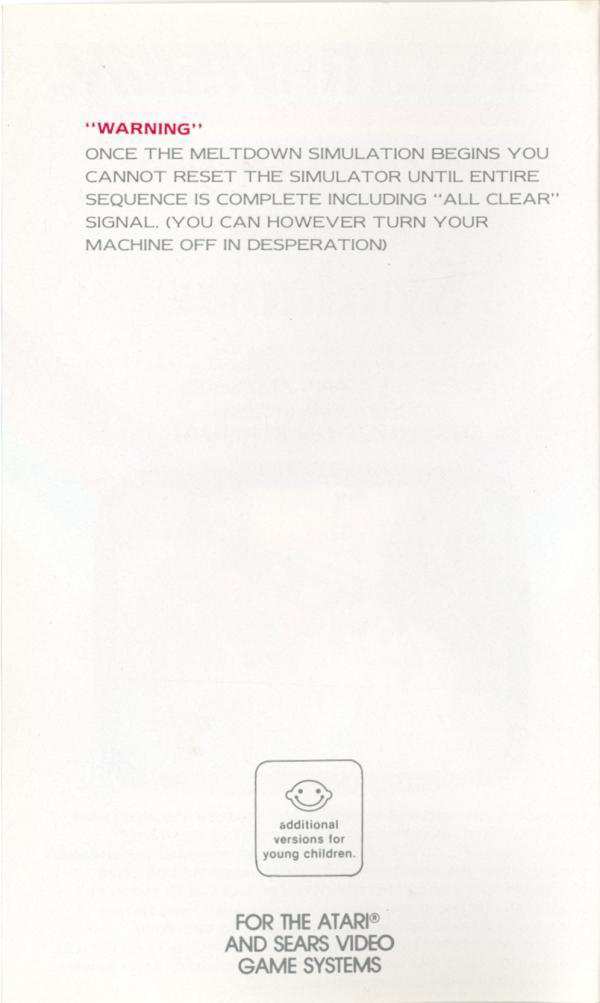 "WARNING"
ONCE THE MELTDOWN SIMULATION BEGINS YOU
CANNOT RESET THE SIMULATOR UNTIL ENTIRE
SEQUENCE IS COMPLETE INCLUDING "ALL CLEAR"
SIGNAL. (YOU CAN HOWEVER TURN YOUR
MACHINE OFF IN DESPERATION)
additional
versions for
young children.
FOR THE ATARI®
AND SEARS VIDEO
GAME SYSTEMS